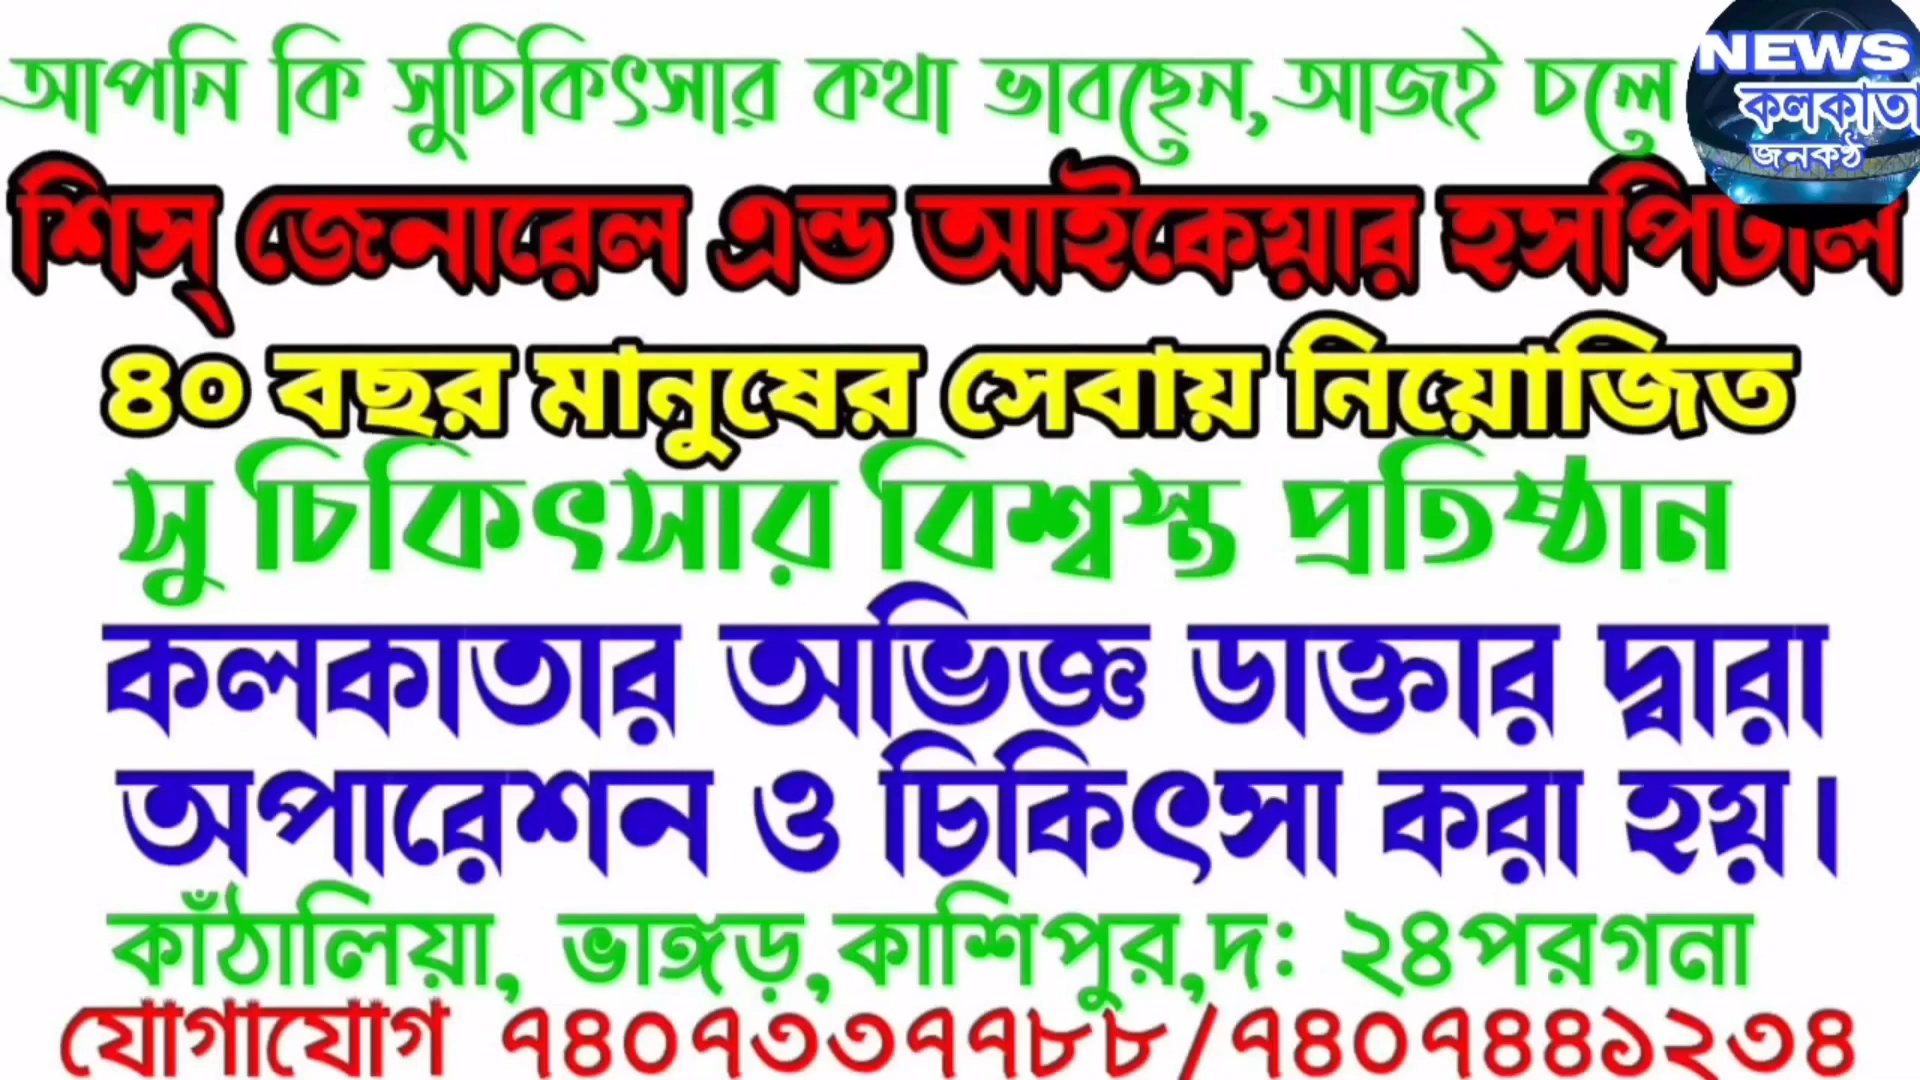 আপনি কি সুচিকিৎসার কথা ভাবছেন,আজই চলে
NEWS
কলকাতা
জনকণ্ঠ
শিস্ জেনারেল এন্ড আইকেয়ার হসপিটাল
৪০ বছর মানুষের সেবায় নিয়োজিত
সু চিকিৎসার বিশ্বস্ত প্রতিষ্ঠান
কলকাতার অভিজ্ঞ ডাক্তার দ্বারা
অপারেশন ও চিকিৎসা করা হয়।
কাঁঠালিয়া, ভাঙ্গড়,কাশিপুর,দ: ২৪পরগনা
যোগাযোগ ৭৪০৭৩৩৭৭৮৮/৭৪০৭৪৪১২৩৪